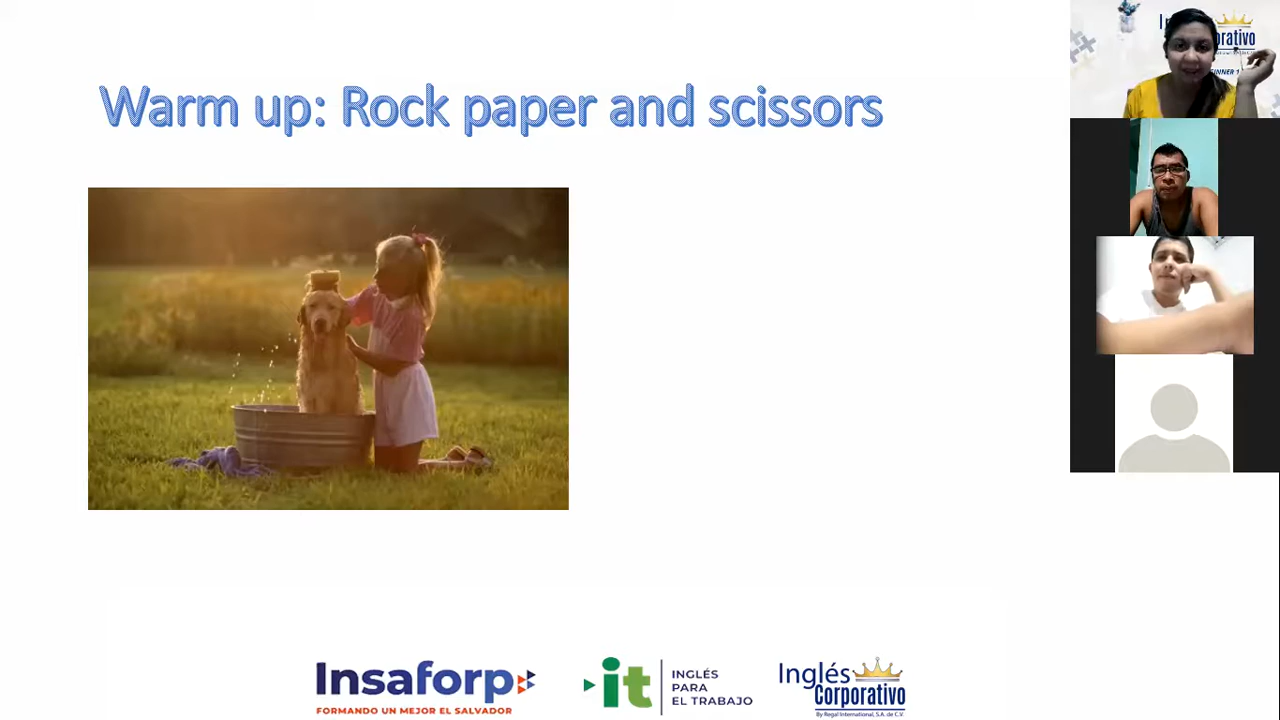 Warm up: Rock paper and scissors
Insaforp
FORMANDO UN MEJOR EL SALVADOR
it
INGLÉS
PARA
EL TRABAJO
Inglés
Corporativo
By Regal International, S.A. de C.V.